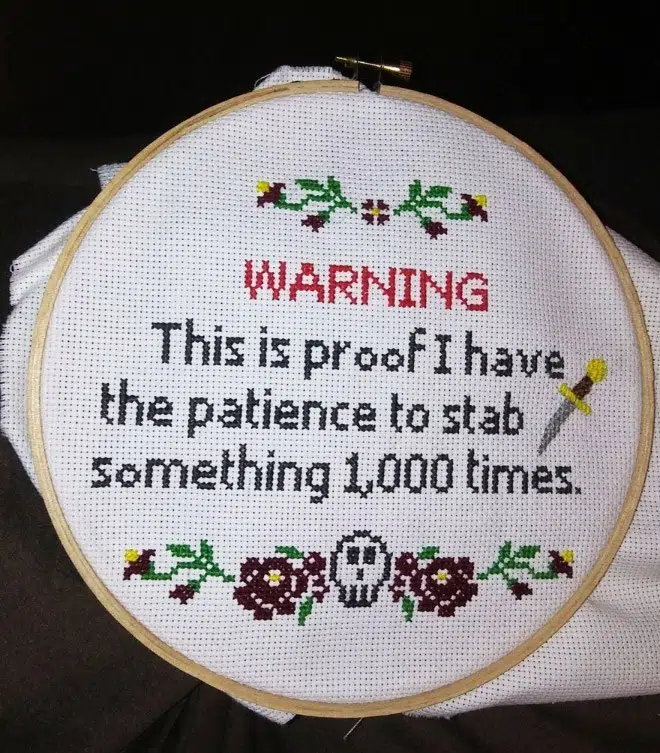 WARNING
This is proof I have
the patience to stab
something 1,000 times.